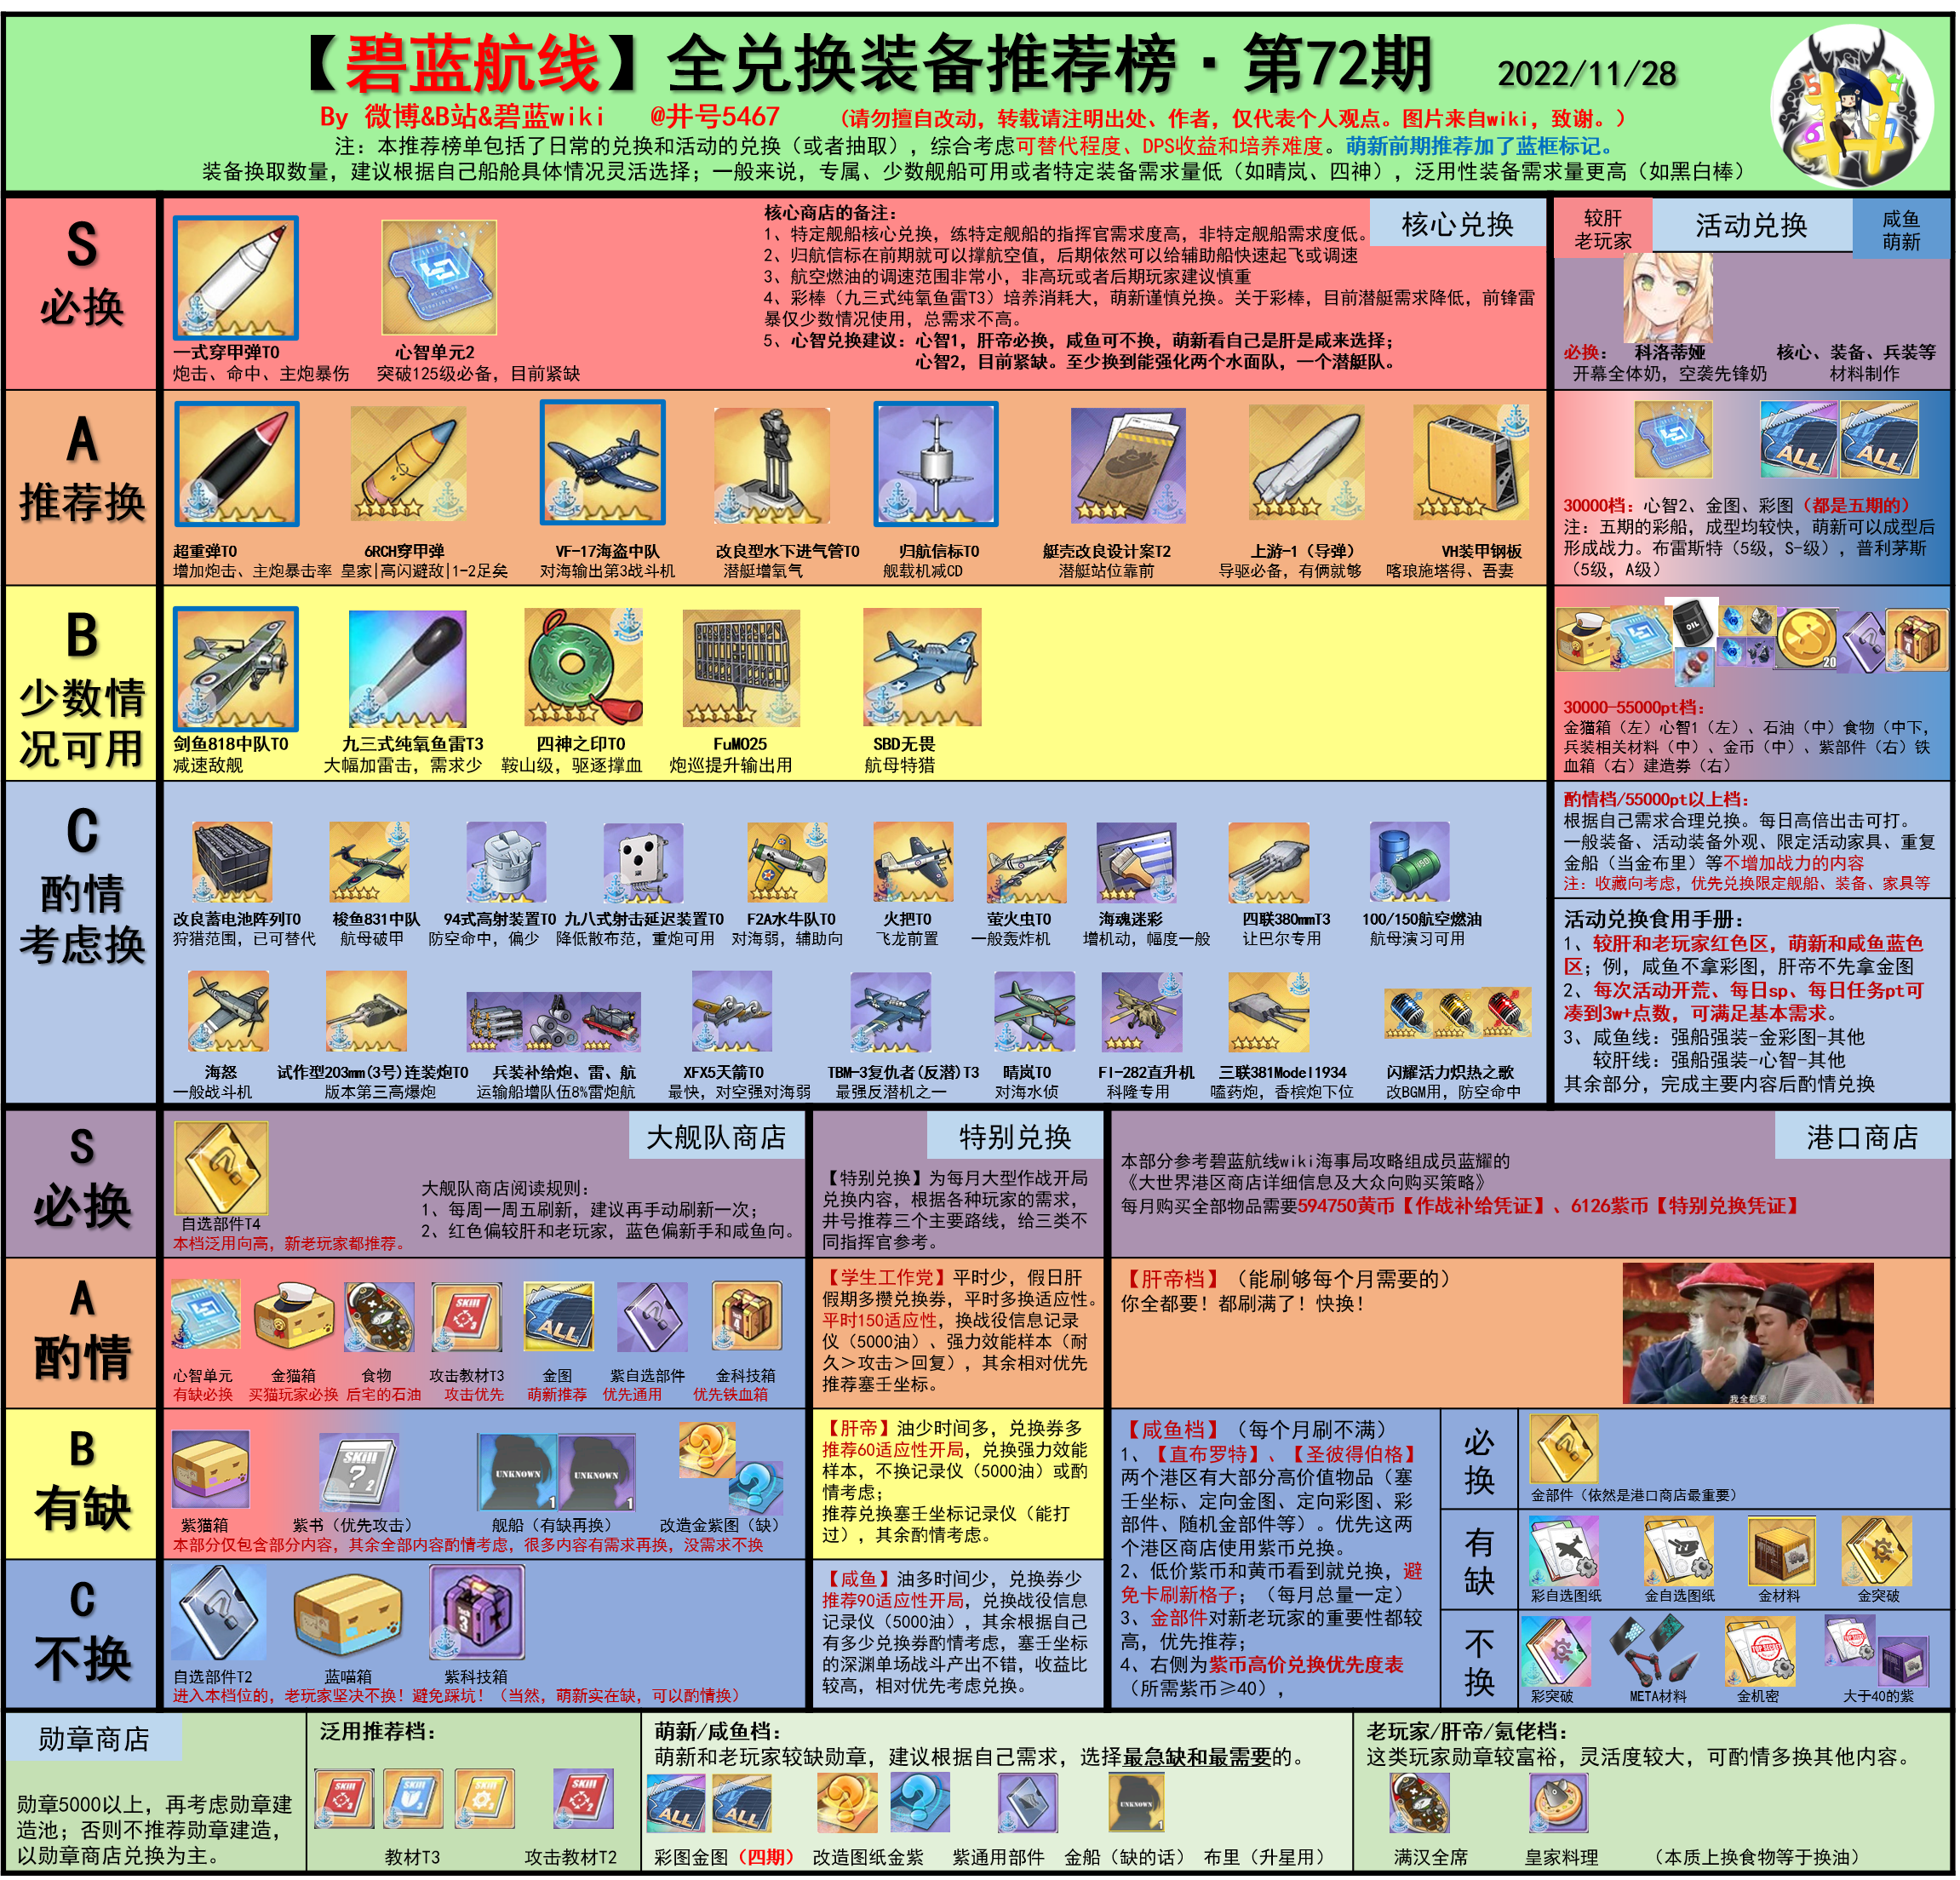 【碧蓝航线】全兑换装备推荐榜·第72期 2022/11/28
By 微博&B站&碧蓝wiki @井号5467 (请勿擅自改动，转载请注明出处、作者，仅代表个人观点。图片来自wiki，致谢。)
注：本推荐榜单包括了日常的兑换和活动的兑换（或者抽取），综合考虑可替代程度、DPS收益和培养难度。萌新前期推荐加了蓝框标记。
装备换取数量，建议根据自己船舱具体情况灵活选择；一般来说，专属、少数舰船可用或者特定装备需求量低（如晴岚、四神），泛用性装备需求量更高（如黑白棒）
S
必换
核心兑换
一式穿甲弹T0
炮击、命中、主炮暴伤
心智单元2
突破125级必备，目前紧缺
核心商店的备注：
1、特定舰船核心兑换，练特定舰船的指挥官需求度高，非特定舰船需求度低。
2、归航信标在前期就可以撑航空值，后期依然可以给辅助船快速起飞或调速
3、航空燃油的调速范围非常小，非高玩或者后期玩家建议慎重
4、彩棒（九三式纯氧鱼雷T3）培养消耗大，萌新谨慎兑换。关于彩棒，目前潜艇需求降低，前锋雷
暴仅少数情况使用，总需求不高。
5、心智兑换建议：心智1，肝帝必换，咸鱼可不换，萌新看自己是肝是咸来选择；
心智2，目前紧缺。至少换到能强化两个水面队，一个潜艇队。
较肝
老玩家
活动兑换
咸鱼
萌新
必换： 科洛蒂娅 核心、装备、兵装等
开幕全体奶，空袭先锋奶 材料制作
A
推荐换
超重弹T0 6RCH穿甲弹 VF-17海盗中队 改良型水下进气管T0 归航信标T0 艇壳改良设计案T2 上游-1（导弹） VH装甲钢板
增加炮击、主炮暴击率 皇家|高闪避敌|1-2足矣 对海输出第3战斗机 潜艇增氧气 舰载机减CD 潜艇站位靠前 导驱必备，有俩就够 喀琅施塔得、吾妻
ALL ALL
30000档：心智2、金图、彩图（都是五期的）
注：五期的彩船，成型均较快，萌新可以成型后
形成战力。布雷斯特（5级，S-级），普利茅斯
（5级，A级）
B
少数情
况可用
剑鱼818中队T0 九三式纯氧鱼雷T3 四神之印T0 FuMO25 SBD无畏
减速敌舰 大幅加雷击，需求少 鞍山级，驱逐撑血 炮巡提升输出用 航母特猎
OIL 20 4
30000-55000pt档：
金猫箱（左）心智1（左）、石油（中）食物（中下，
兵装相关材料（中）、金币（中）、紫部件（右）铁
血箱（右）建造券（右）
C
酌情
考虑换
改良蓄电池阵列T0 梭鱼831中队 94式高射装置T0 九八式射击延迟装置T0 F2A水牛队T0 火把T0 萤火虫T0 海魂迷彩 四联380mmT3 100/150航空燃油
狩猎范围，已可替代 航母破甲 防空命中，偏少 降低散布范，重炮可用 对海弱，辅助向 飞龙前置 一般轰炸机 增机动，幅度一般 让巴尔专用 航母演习可用
海怒 试作型203mm(3号)连装炮T0 兵装补给炮、雷、航 XFX5天箭T0 TBM-3复仇者(反潜)T3 晴岚T0 FI-282直升机 三联381Model1934 闪耀活力炽热之歌
一般战斗机 版本第三高爆炮 运输船增队伍8%雷炮航 最快，对空强对海弱 最强反潜机之一 对海水侦 科隆专用 嗑药炮，香槟炮下位 改BGM用，防空命中
酌情档/55000pt以上档：
根据自己需求合理兑换。每日高倍出击可打。
一般装备、活动装备外观、限定活动家具、重复
金船（当金布里）等不增加战力的内容
注：收藏向考虑，优先兑换限定舰船、装备、家具等
活动兑换食用手册：
1、较肝和老玩家红色区，萌新和咸鱼蓝色
区；例，咸鱼不拿彩图，肝帝不先拿金图
2、每次活动开荒、每日sp、每日任务pt可
凑到3w+点数，可满足基本需求。
3、咸鱼线：强船强装-金彩图-其他
较肝线：强船强装-心智-其他
其余部分，完成主要内容后酌情兑换
S
必换
大舰队商店
自选部件T4
本档泛用向高，新老玩家都推荐。
大舰队商店阅读规则：
1、每周一周五刷新，建议再手动刷新一次；
2、红色偏较肝和老玩家，蓝色偏新手和咸鱼向。
特别兑换
【特别兑换】为每月大型作战开局
兑换内容，根据各种玩家的需求，
井号推荐三个主要路线，给三类不
同指挥官参考。
港口商店
本部分参考碧蓝航线wiki海事局攻略组成员蓝耀的
《大世界港区商店详细信息及大众向购买策略》
每月购买全部物品需要594750黄币【作战补给凭证】、6126紫币【特别兑换凭证】
A
酌情
SKILL 3 ALL 4
心智单元 金猫箱 食物 攻击教材T3 金图 紫自选部件 金科技箱
有缺必换 买猫玩家必换 后宅的石油 攻击优先 萌新推荐 优先通用 优先铁血箱
【学生工作党】平时少，假日肝
假期多攒兑换券，平时多换适应性。
平时150适应性，换战役信息记录
仪（5000油）、强力效能样本（耐
久＞攻击＞回复），其余相对优先
推荐塞壬坐标。
【肝帝档】（能刷够每个月需要的）
你全都要！都刷满了！快换！
我全都要
B
有缺
SKILL ? 2 UNKNOWN 1 UNKNOWN 1
紫猫箱 紫书（优先攻击） 舰船（有缺再换） 改造金紫图（缺）
本部分仅包含部分内容，其余全部内容酌情考虑，很多内容有需求再换，没需求不换
【肝帝】油少时间多，兑换券多
推荐60适应性开局，兑换强力效能
样本，不换记录仪（5000油）或酌
情考虑；
推荐兑换塞壬坐标记录仪（能打
过），其余酌情考虑。
C
不换
3
自选部件T2 蓝喵箱 紫科技箱
进入本档位的，老玩家坚决不换！避免踩坑！（当然，萌新实在缺，可以酌情换）
【咸鱼】油多时间少，兑换券少
推荐90适应性开局，兑换战役信息
记录仪（5000油），其余根据自己
有多少兑换券酌情考虑，塞壬坐标
的深渊单场战斗产出不错，收益比
较高，相对优先考虑兑换。
【咸鱼档】（每个月刷不满）
1、【直布罗特】、【圣彼得伯格】
两个港区有大部分高价值物品（塞
壬坐标、定向金图、定向彩图、彩
部件、随机金部件等）。优先这两
个港区商店使用紫币兑换。
2、低价紫币和黄币看到就兑换，避
免卡刷新格子；（每月总量一定）
3、金部件对新老玩家的重要性都较
高，优先推荐；
4、右侧为紫币高价兑换优先度表
（所需紫币≥40），
必
换
金部件（依然是港口商店最重要）
有
缺
彩自选图纸 金自选图纸 金材料 金突破
不
换
TOP SECRET
彩突破 META材料 金机密 大于40的紫
勋章商店
勋章5000以上，再考虑勋章建
造池；否则不推荐勋章建造，
以勋章商店兑换为主。
泛用推荐档：
SKILL 3 SKILL 3 SKILL 3 SKILL 2
教材T3 攻击教材T2
萌新/咸鱼档：
萌新和老玩家较缺勋章，建议根据自己需求，选择最急缺和最需要的。
ALL ALL UNKNOWN 1
彩图金图（四期） 改造图纸金紫 紫通用部件 金船（缺的话） 布里（升星用）
老玩家/肝帝/氪佬档：
这类玩家勋章较富裕，灵活度较大，可酌情多换其他内容。
满汉全席 皇家料理 （本质上换食物等于换油）